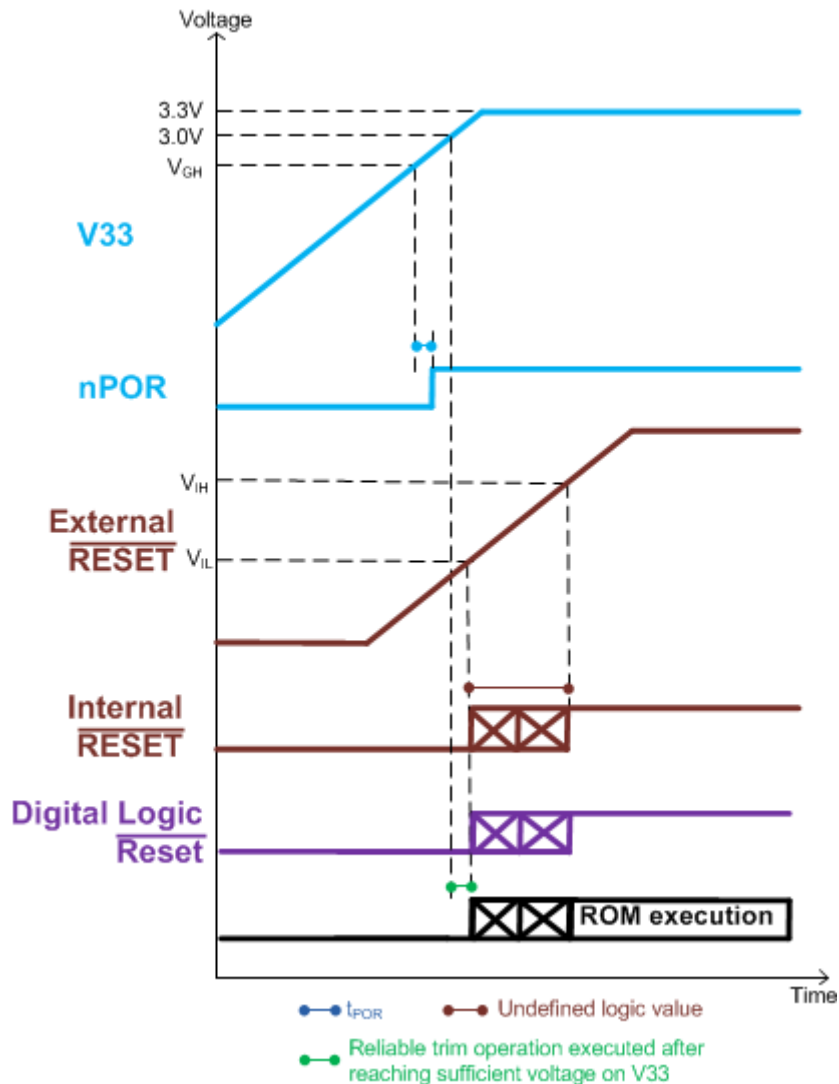 Voltage
3.3V
3.0V
VGH
V33
nPOR
VIH
External
RESET
VIL
Internal
RESET
Digital Logic
Reset
ROM execution
Time
tPOR
Undefined logic value
Reliable trim operation executed after
reaching sufficient voltage on V33